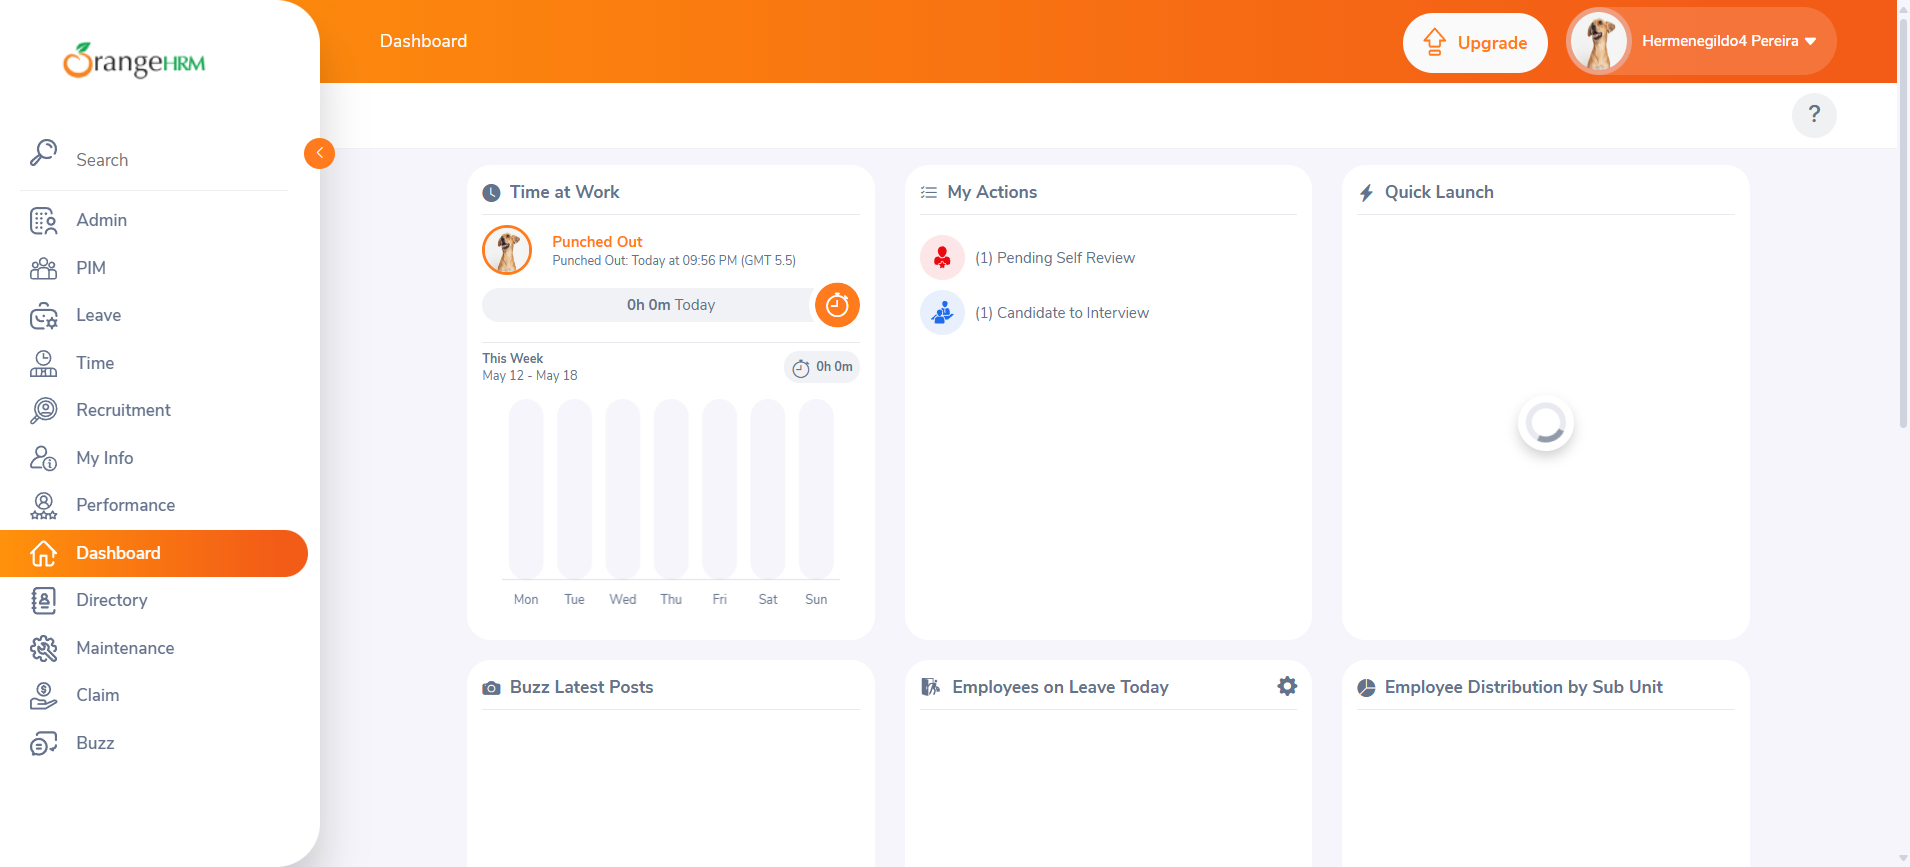 OrangeHRM
Search
Admin
PIM
Leave
Time
Recruitment
My Info
Performance
Dashboard
Directory
Maintenance
Claim
Buzz
Dashboard
Upgrade
Hermenegildo4 Pereira
?
Time at Work
Punched Out
Punched Out: Today at 09:56 PM (GMT 5.5)
0h 0m Today
This Week
May 12 - May 18
0h 0m
Mon Tue Wed Thu Fri Sat Sun
My Actions
(1) Pending Self Review
(1) Candidate to Interview
Quick Launch
Buzz Latest Posts
Employees on Leave Today
Employee Distribution by Sub Unit